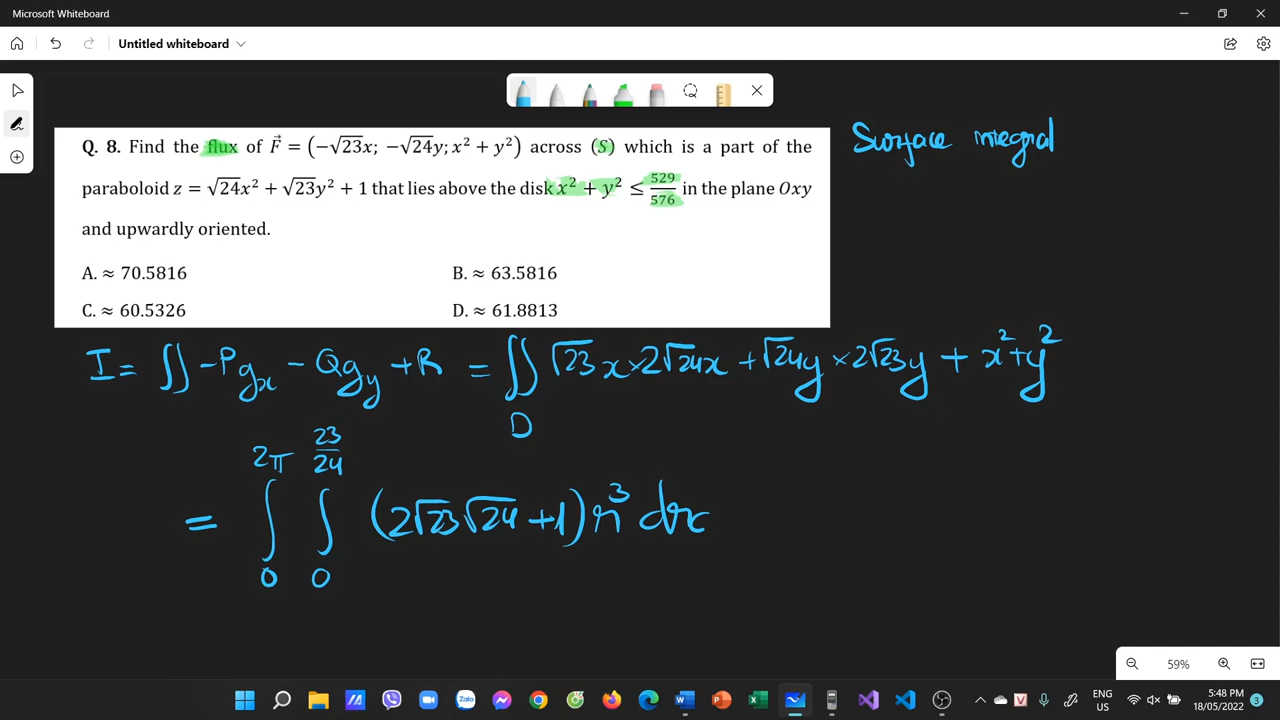 Microsoft Whiteboard
Untitled whiteboard
Q. 8. Find the flux of F⃗ = (−√23x; −√24y; x² + y²) across (S) which is a part of the
paraboloid z = √24x² + √23y² + 1 that lies above the disk x² + y² ≤ 529/576 in the plane Oxy
and upwardly oriented.
A. ≈ 70.5816
B. ≈ 63.5816
C. ≈ 60.5326
D. ≈ 61.8813
Surface integral
I = ∬ −Pg_x − Qg_y + R = ∬_D √23 x × 2√24x + √24y × 2√23y + x² + y²
= ∫_0^{2π} ∫_0^{23/24} (2√23√24 + 1) r³ dx
59%
Zalo
V
ENG
US
5:48 PM
18/05/2022
3